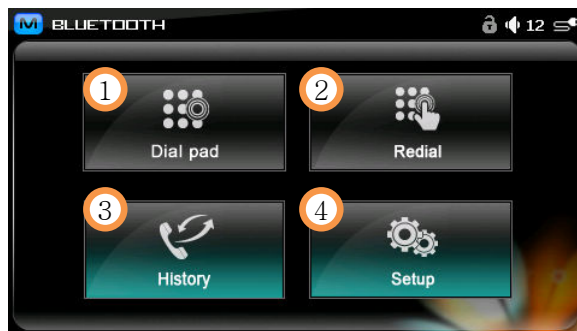 M BLUETOOTH 12
1 2
Dial pad Redial
3 4
History Setup